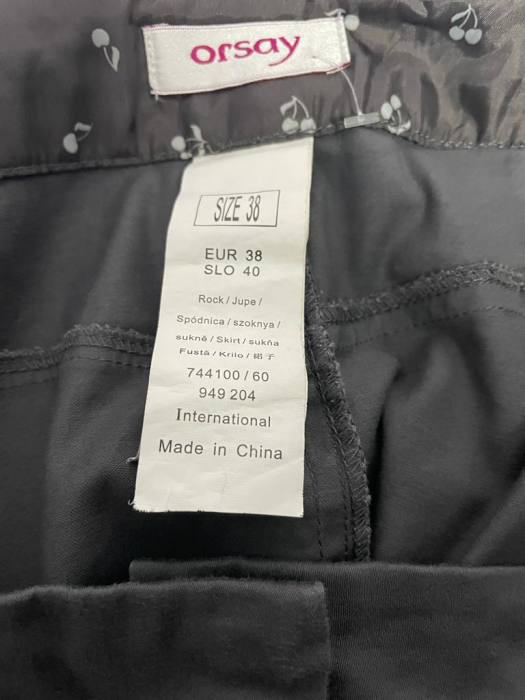 orsay
SIZE 38
EUR 38
SLO 40
Rock / Jupe /
Spódnica / szoknya /
sukně / Skirt / sukňa
Fustă / Krilo / 裙 子
744100 / 60
949 204
International
Made in China